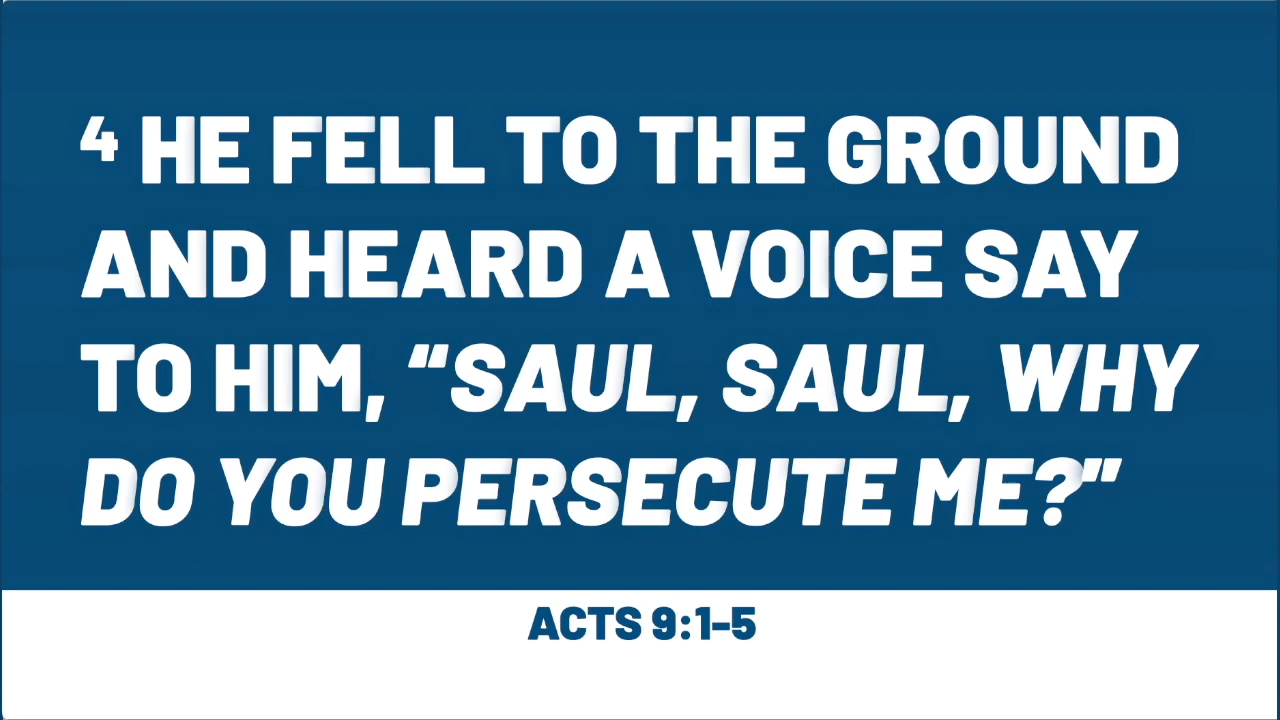 ⁴ HE FELL TO THE GROUND
AND HEARD A VOICE SAY
TO HIM, “SAUL, SAUL, WHY
DO YOU PERSECUTE ME?”
ACTS 9:1-5